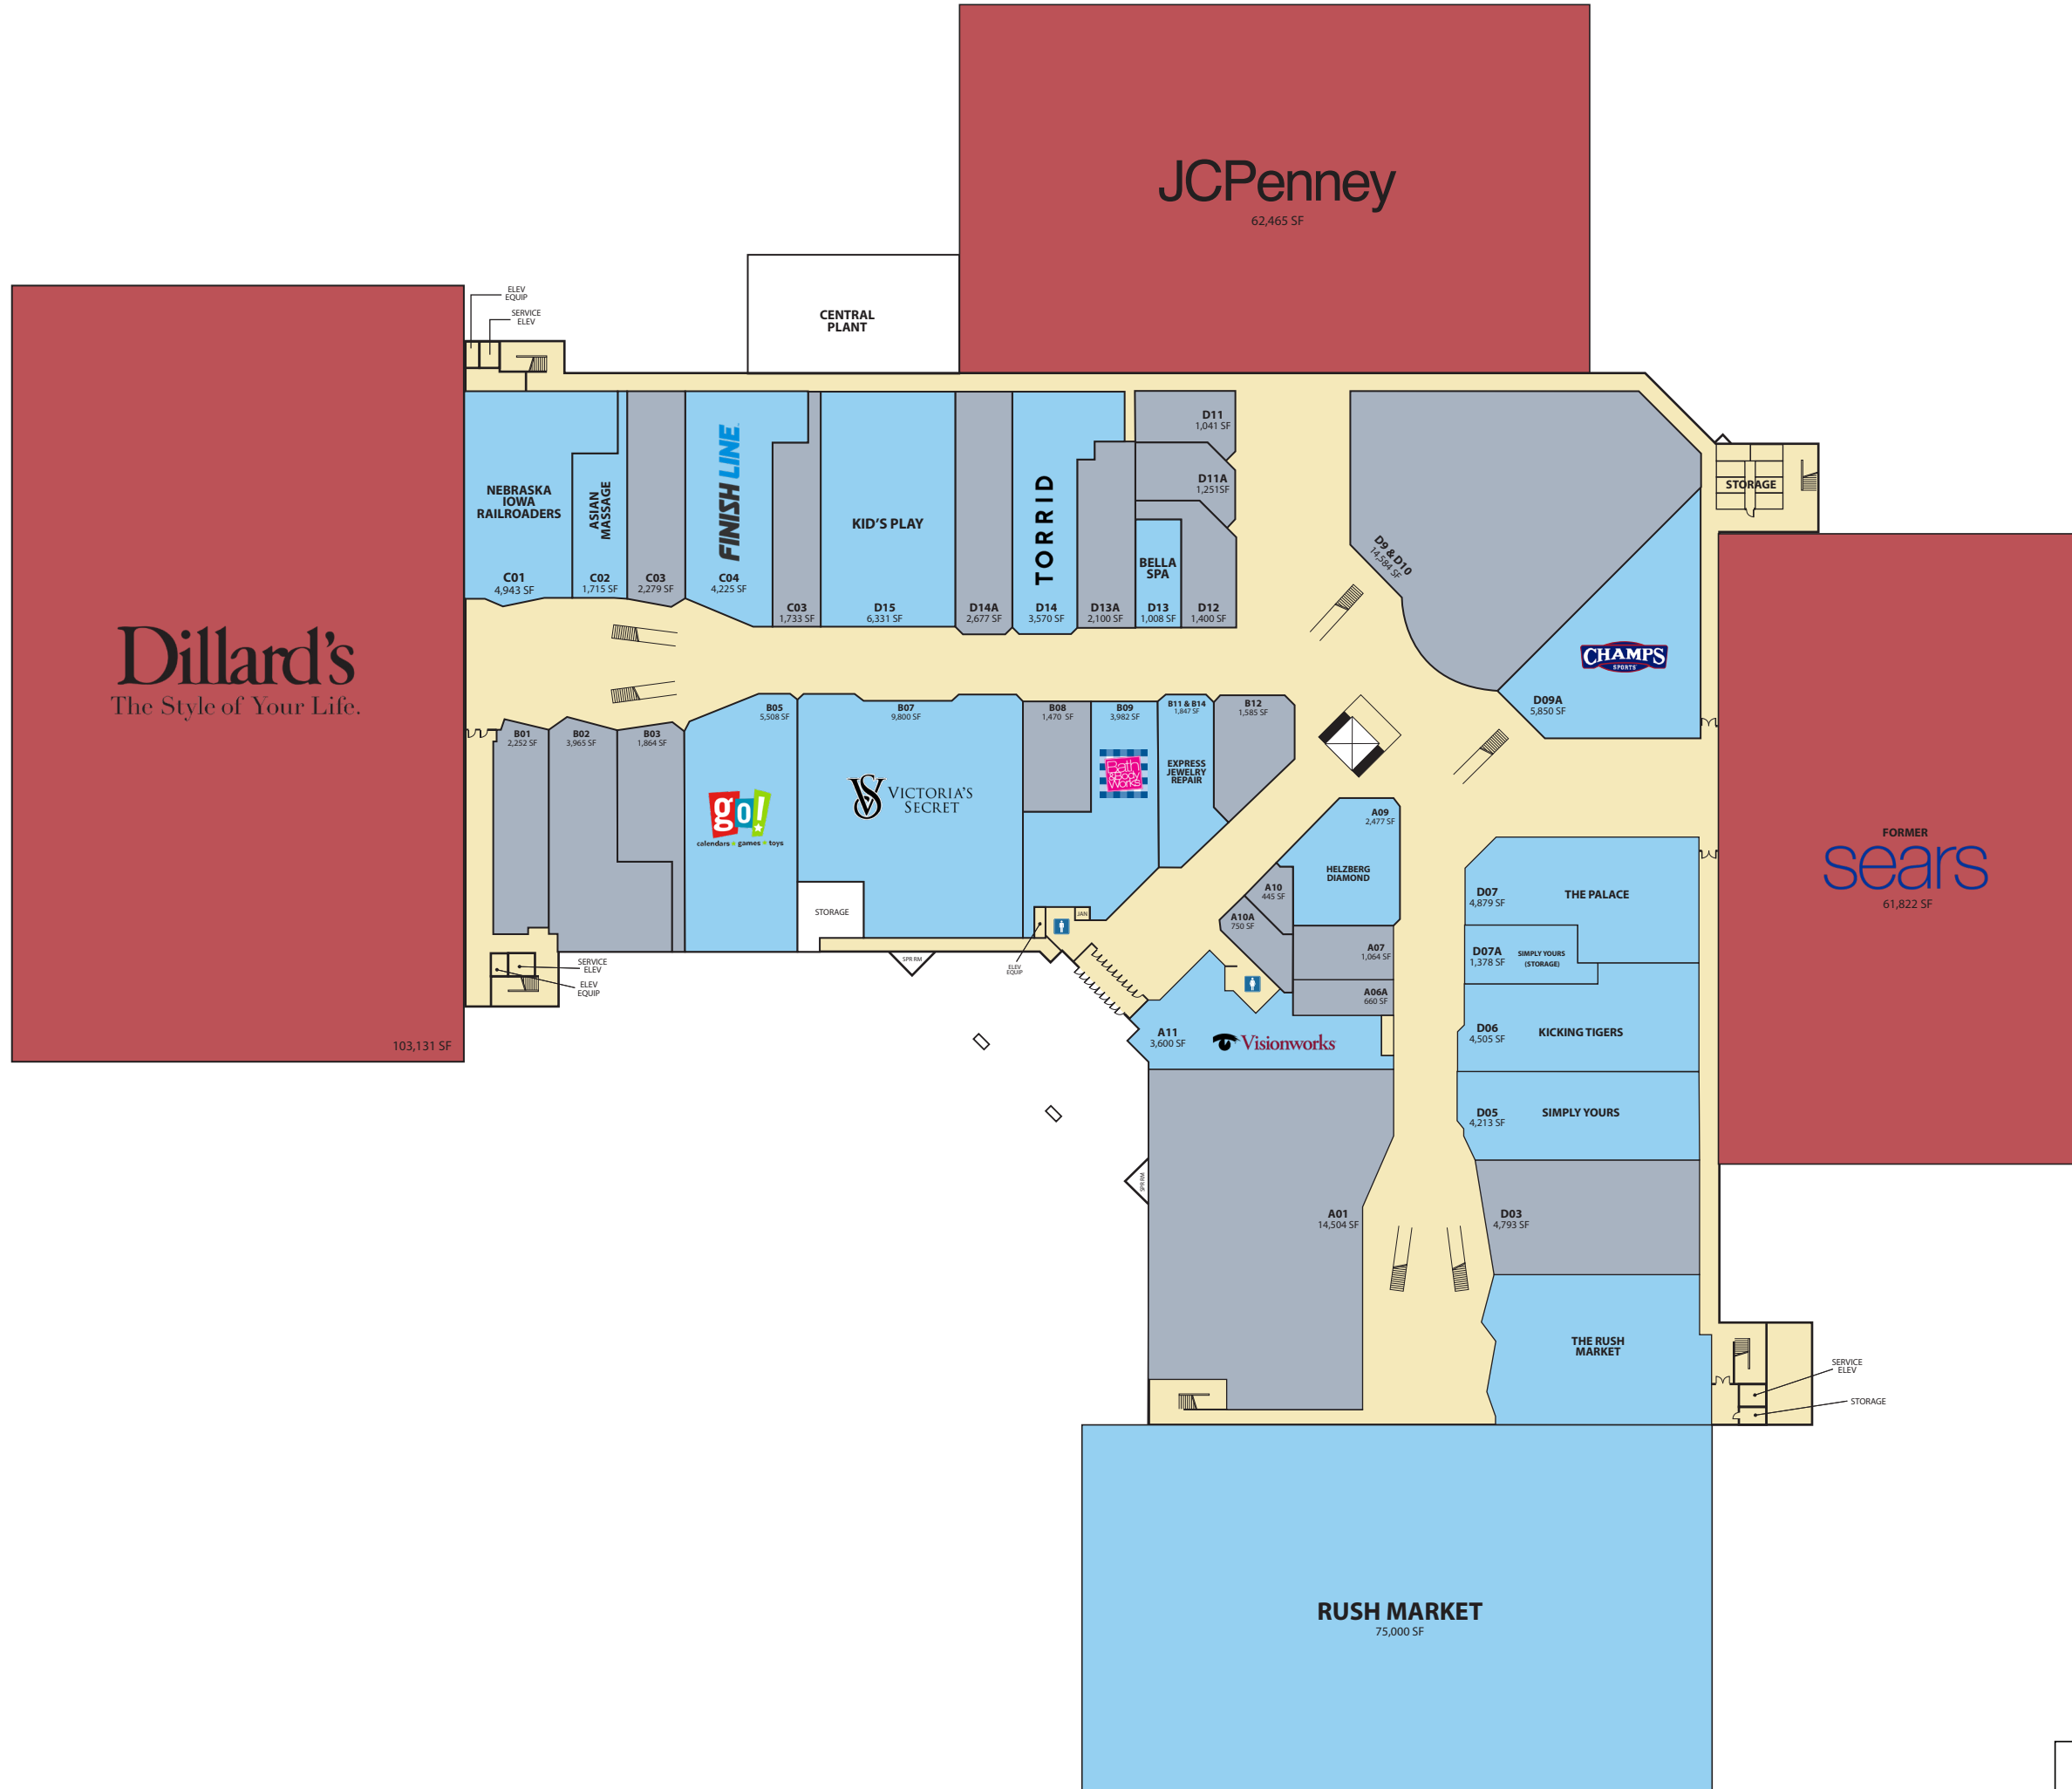 JCPenney
62,465 SF
CENTRAL
PLANT
ELEV
EQUIP
SERVICE
ELEV
Dillard's
The Style of Your Life.
103,131 SF
NEBRASKA
IOWA
RAILROADERS
C01
4,943 SF
ASIAN
MASSAGE
C02
1,715 SF
C03
2,279 SF
FINISH LINE
C04
4,225 SF
C03
1,733 SF
KID'S PLAY
D15
6,331 SF
D14A
2,677 SF
TORRID
D14
3,570 SF
D13A
2,100 SF
D11
1,041 SF
D11A
1,251SF
BELLA
SPA
D13
1,008 SF
D12
1,400 SF
D9 & D10
14,584 SF
STORAGE
CHAMPS
SPORTS
D09A
5,850 SF
FORMER
sears
61,822 SF
B01
2,252 SF
B02
3,965 SF
B03
1,864 SF
B05
5,508 SF
go!
calendars games toys
B07
9,800 SF
VS
VICTORIA'S
SECRET
STORAGE
B08
1,470 SF
B09
3,982 SF
Bath
&Body
Works
B11 & B14
1,847 SF
EXPRESS
JEWELRY
REPAIR
B12
1,585 SF
JAN
ELEV
EQUIP
SPR RM
SERVICE
ELEV
ELEV
EQUIP
A09
2,477 SF
HELZBERG
DIAMOND
A10
445 SF
A10A
750 SF
A07
1,064 SF
A06A
660 SF
A11
3,600 SF
Visionworks
D07
4,879 SF
THE PALACE
D07A
1,378 SF
SIMPLY YOURS
(STORAGE)
D06
4,505 SF
KICKING TIGERS
D05
4,213 SF
SIMPLY YOURS
SPR RM
A01
14,504 SF
D03
4,793 SF
THE RUSH
MARKET
SERVICE
ELEV
STORAGE
RUSH MARKET
75,000 SF